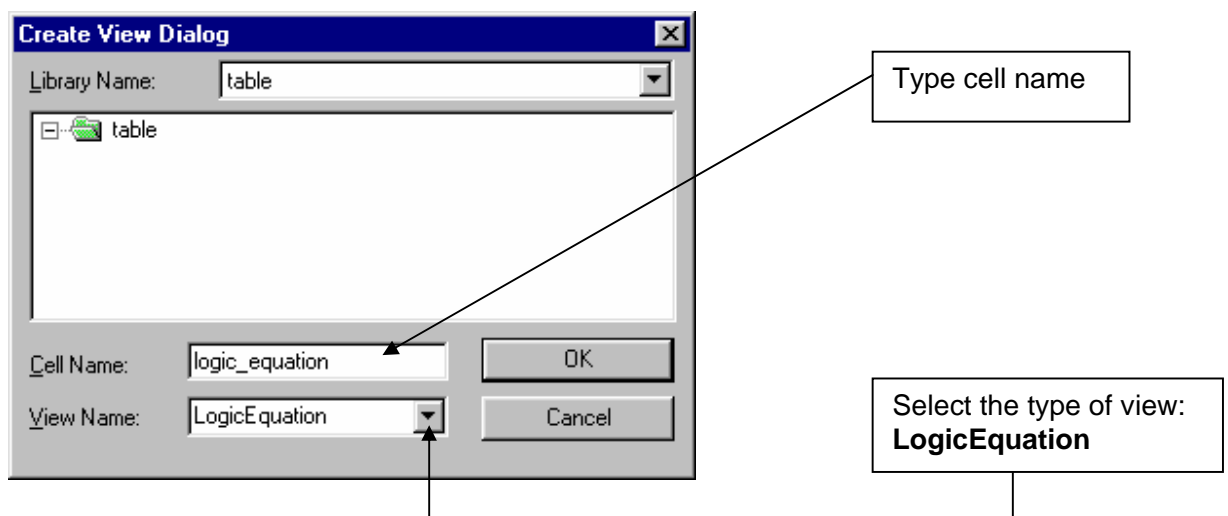 Create View Dialog
Library Name: table
Type cell name
table
Cell Name: logic_equation OK
View Name: LogicEquation Cancel
Select the type of view:
LogicEquation